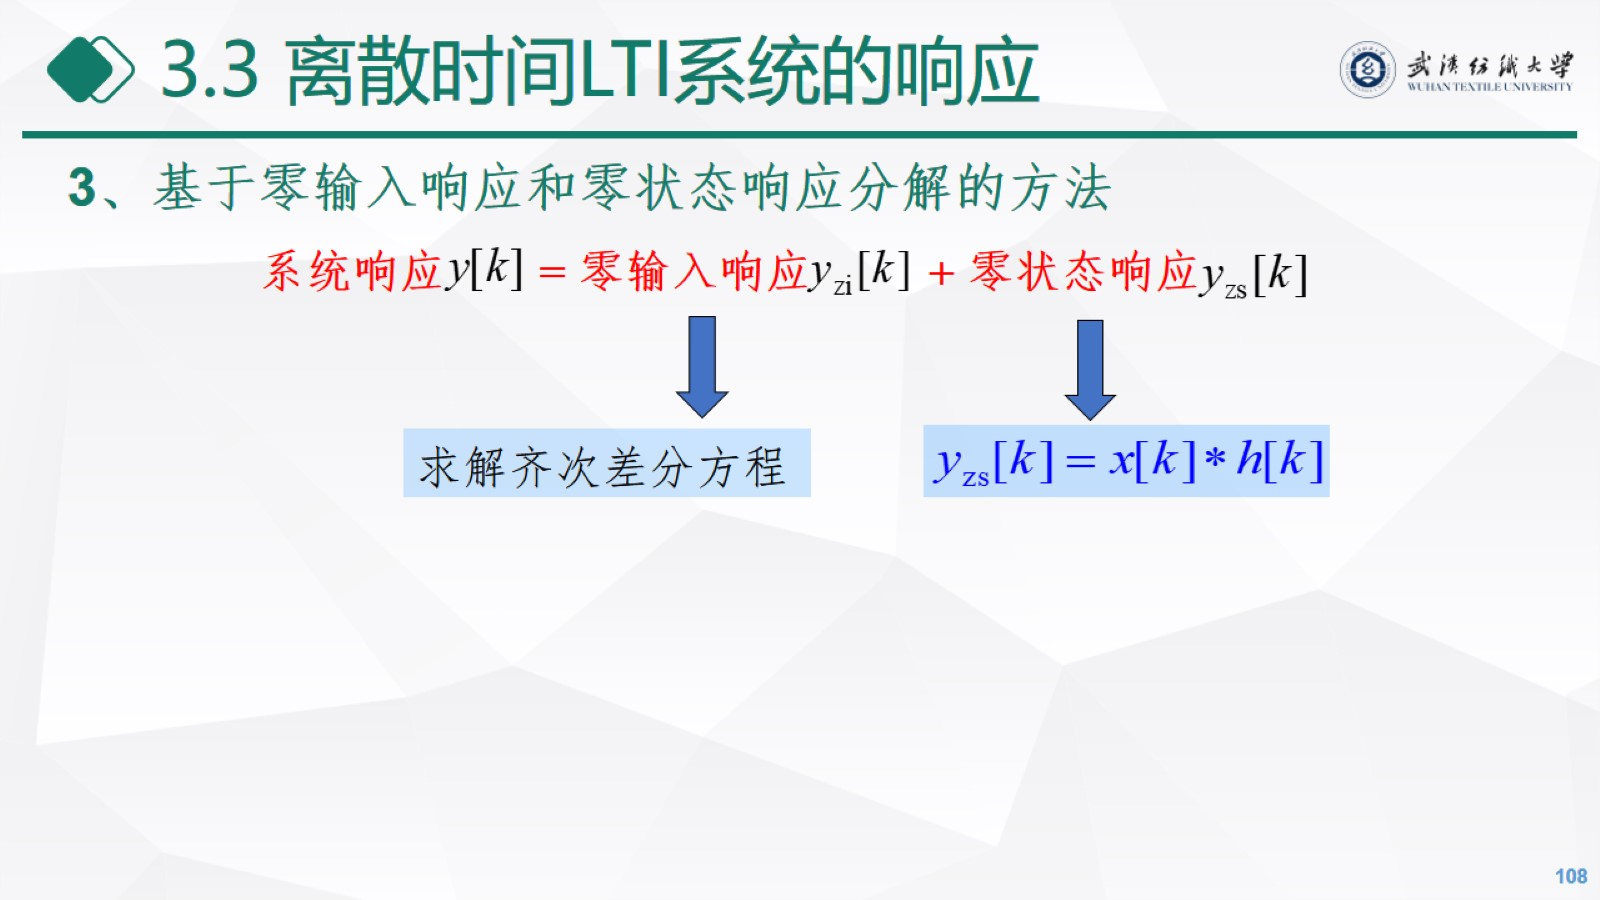 3.3 离散时间LTI系统的响应
武汉纺织大学
WUHAN TEXTILE UNIVERSITY
3、基于零输入响应和零状态响应分解的方法
系统响应y[k] = 零输入响应y_zi[k] + 零状态响应y_zs[k]
求解齐次差分方程
y_zs[k] = x[k] * h[k]
108